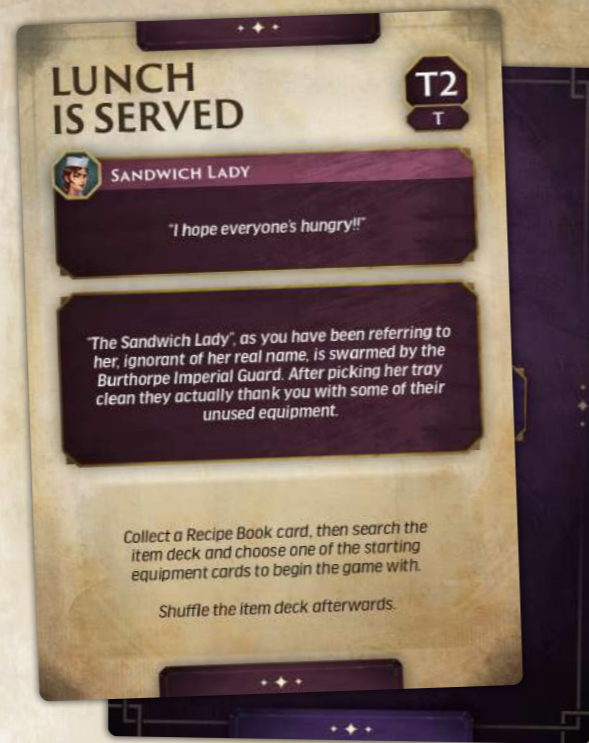 LUNCH
IS SERVED
T2
T
SANDWICH LADY
"I hope everyone's hungry!!"
"The Sandwich Lady", as you have been referring to
her, ignorant of her real name, is swarmed by the
Burthorpe Imperial Guard. After picking her tray
clean they actually thank you with some of their
unused equipment.
Collect a Recipe Book card, then search the
item deck and choose one of the starting
equipment cards to begin the game with.
Shuffle the item deck afterwards.